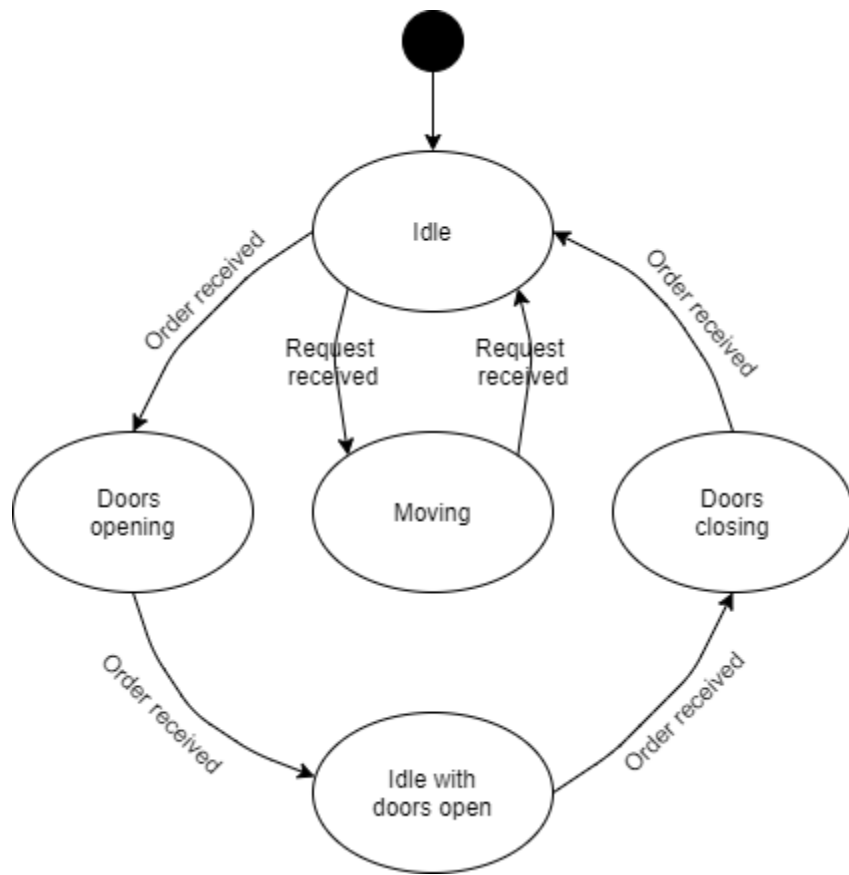 Idle
Order received
Request
received
Request
received
Order received
Doors
opening
Moving
Doors
closing
Order received
Order received
Idle with
doors open